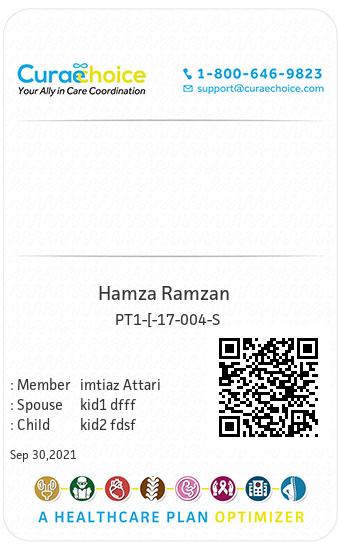 Curaechoice
Your Ally in Care Coordination
1-800-646-9823
support@curaechoice.com
Hamza Ramzan
PT1-[-17-004-S
: Member imtiaz Attari
: Spouse kid1 dfff
: Child kid2 fdsf
Sep 30,2021
A HEALTHCARE PLAN OPTIMIZER